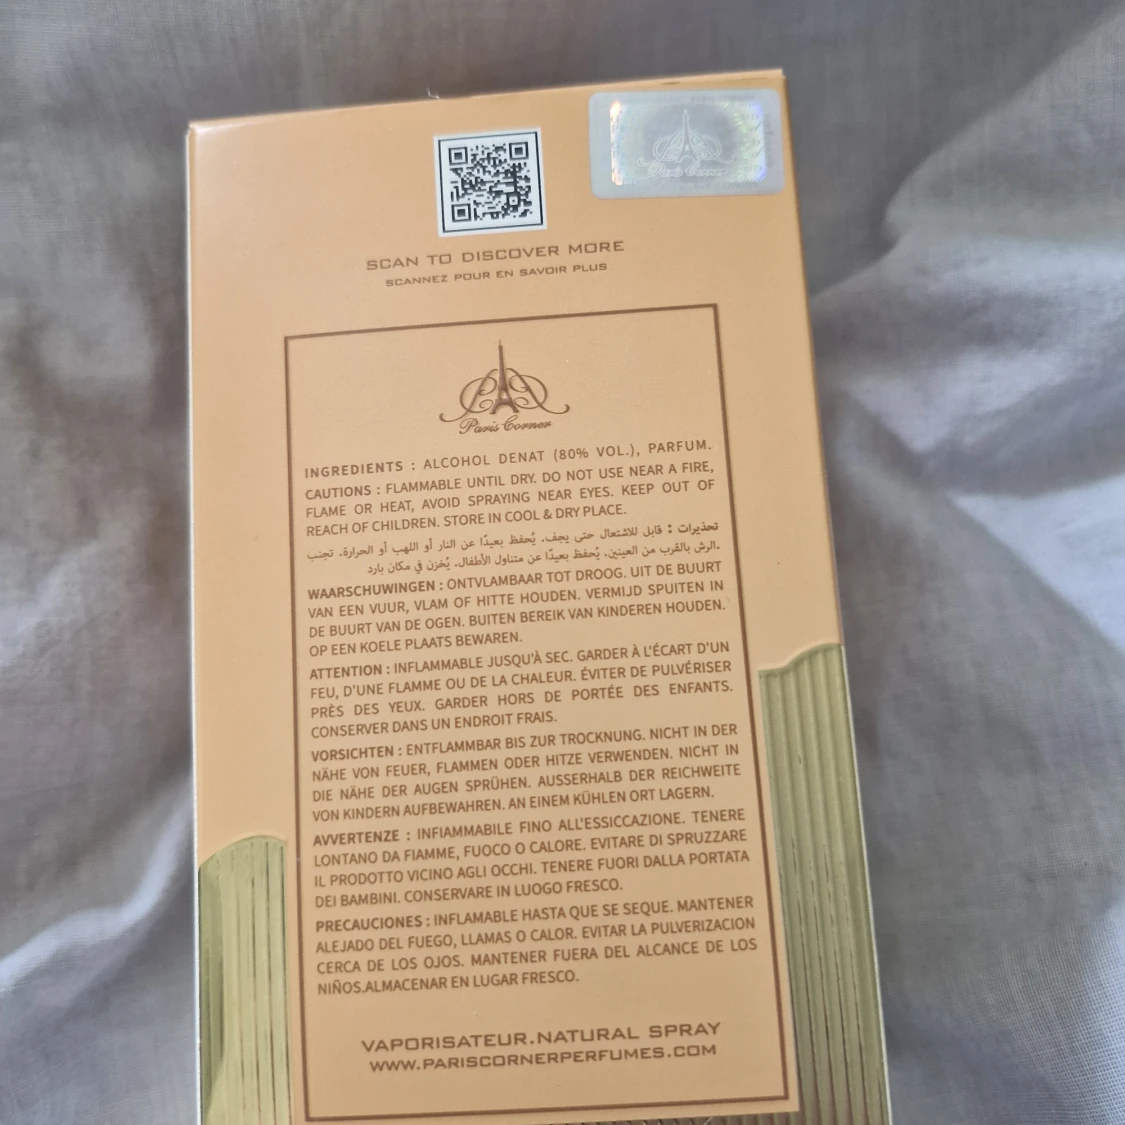 Paris Corner
SCAN TO DISCOVER MORE
SCANNEZ POUR EN SAVOIR PLUS
Paris Corner
INGREDIENTS : ALCOHOL DENAT (80% VOL.), PARFUM.
CAUTIONS : FLAMMABLE UNTIL DRY. DO NOT USE NEAR A FIRE,
FLAME OR HEAT, AVOID SPRAYING NEAR EYES. KEEP OUT OF
REACH OF CHILDREN. STORE IN COOL & DRY PLACE.
تحذيرات : قابل للاشتعال حتى يجف. يُحفظ بعيدًا عن النار أو اللهب أو الحرارة. تجنب
الرش بالقرب من العينين. يُحفظ بعيدًا عن متناول الأطفال. يُخزن في مكان بارد.
WAARSCHUWINGEN : ONTVLAMBAAR TOT DROOG. UIT DE BUURT
VAN EEN VUUR, VLAM OF HITTE HOUDEN. VERMIJD SPUITEN IN
DE BUURT VAN DE OGEN. BUITEN BEREIK VAN KINDEREN HOUDEN.
OP EEN KOELE PLAATS BEWAREN.
ATTENTION : INFLAMMABLE JUSQU'À SEC. GARDER À L'ÉCART D'UN
FEU, D'UNE FLAMME OU DE LA CHALEUR. ÉVITER DE PULVÉRISER
PRÈS DES YEUX. GARDER HORS DE PORTÉE DES ENFANTS.
CONSERVER DANS UN ENDROIT FRAIS.
VORSICHTEN : ENTFLAMMBAR BIS ZUR TROCKNUNG. NICHT IN DER
NÄHE VON FEUER, FLAMMEN ODER HITZE VERWENDEN. NICHT IN
DIE NÄHE DER AUGEN SPRÜHEN. AUSSERHALB DER REICHWEITE
VON KINDERN AUFBEWAHREN. AN EINEM KÜHLEN ORT LAGERN.
AVVERTENZE : INFIAMMABILE FINO ALL'ESSICCAZIONE. TENERE
LONTANO DA FIAMME, FUOCO O CALORE. EVITARE DI SPRUZZARE
IL PRODOTTO VICINO AGLI OCCHI. TENERE FUORI DALLA PORTATA
DEI BAMBINI. CONSERVARE IN LUOGO FRESCO.
PRECAUCIONES : INFLAMABLE HASTA QUE SE SEQUE. MANTENER
ALEJADO DEL FUEGO, LLAMAS O CALOR. EVITAR LA PULVERIZACION
CERCA DE LOS OJOS. MANTENER FUERA DEL ALCANCE DE LOS
NIÑOS.ALMACENAR EN LUGAR FRESCO.
VAPORISATEUR.NATURAL SPRAY
WWW.PARISCORNERPERFUMES.COM